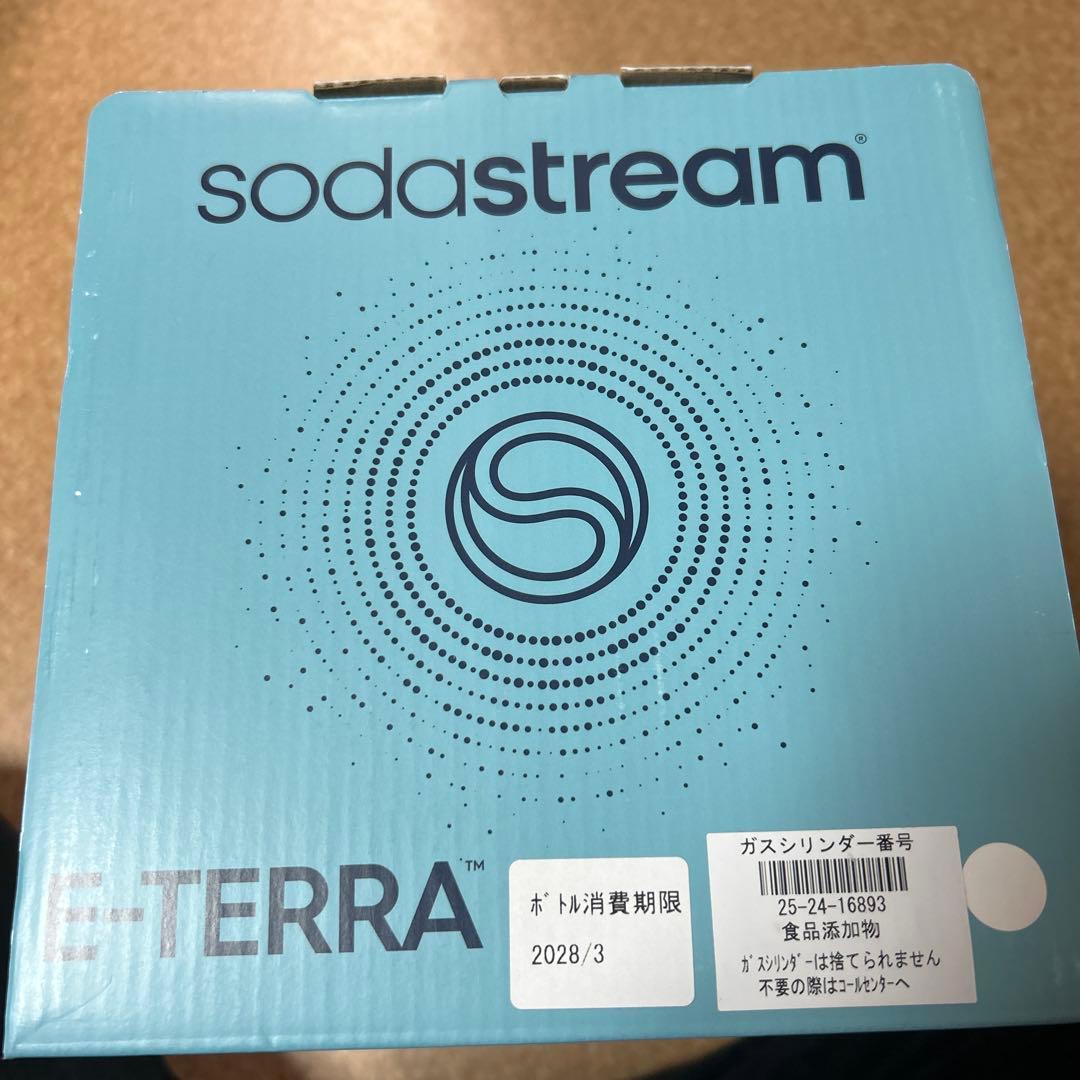 sodastream®
E-TERRA™
ﾎﾞﾄﾙ消費期限
2028/3
ガスシリンダー番号
25-24-16893
食品添加物
ｶﾞｽｼﾘﾝﾀﾞｰは捨てられません
不要の際はｺｰﾙｾﾝﾀｰへ